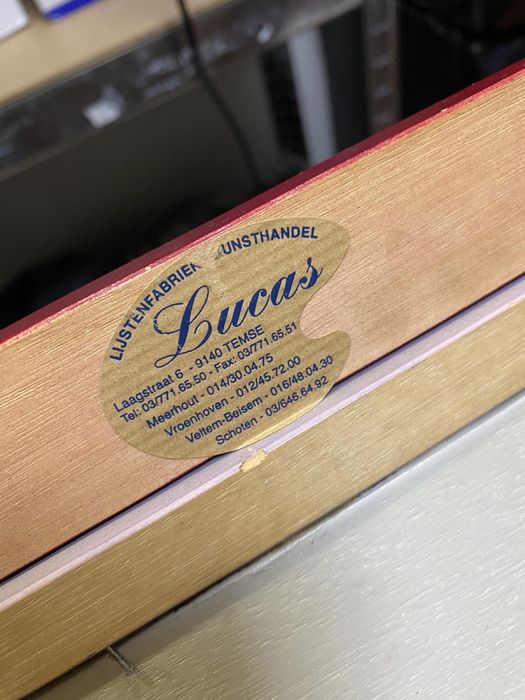 LIJSTENFABRIEK KUNSTHANDEL
Lucas
Laagstraat 6 - 9140 TEMSE
Tel: 03/771.65.50 - Fax: 03/771.65.51
Meerhout - 014/30.04.75
Vroenhoven - 012/45.72.00
Veltem-Beisem - 016/48.04.30
Schoten - 03/646.64.92